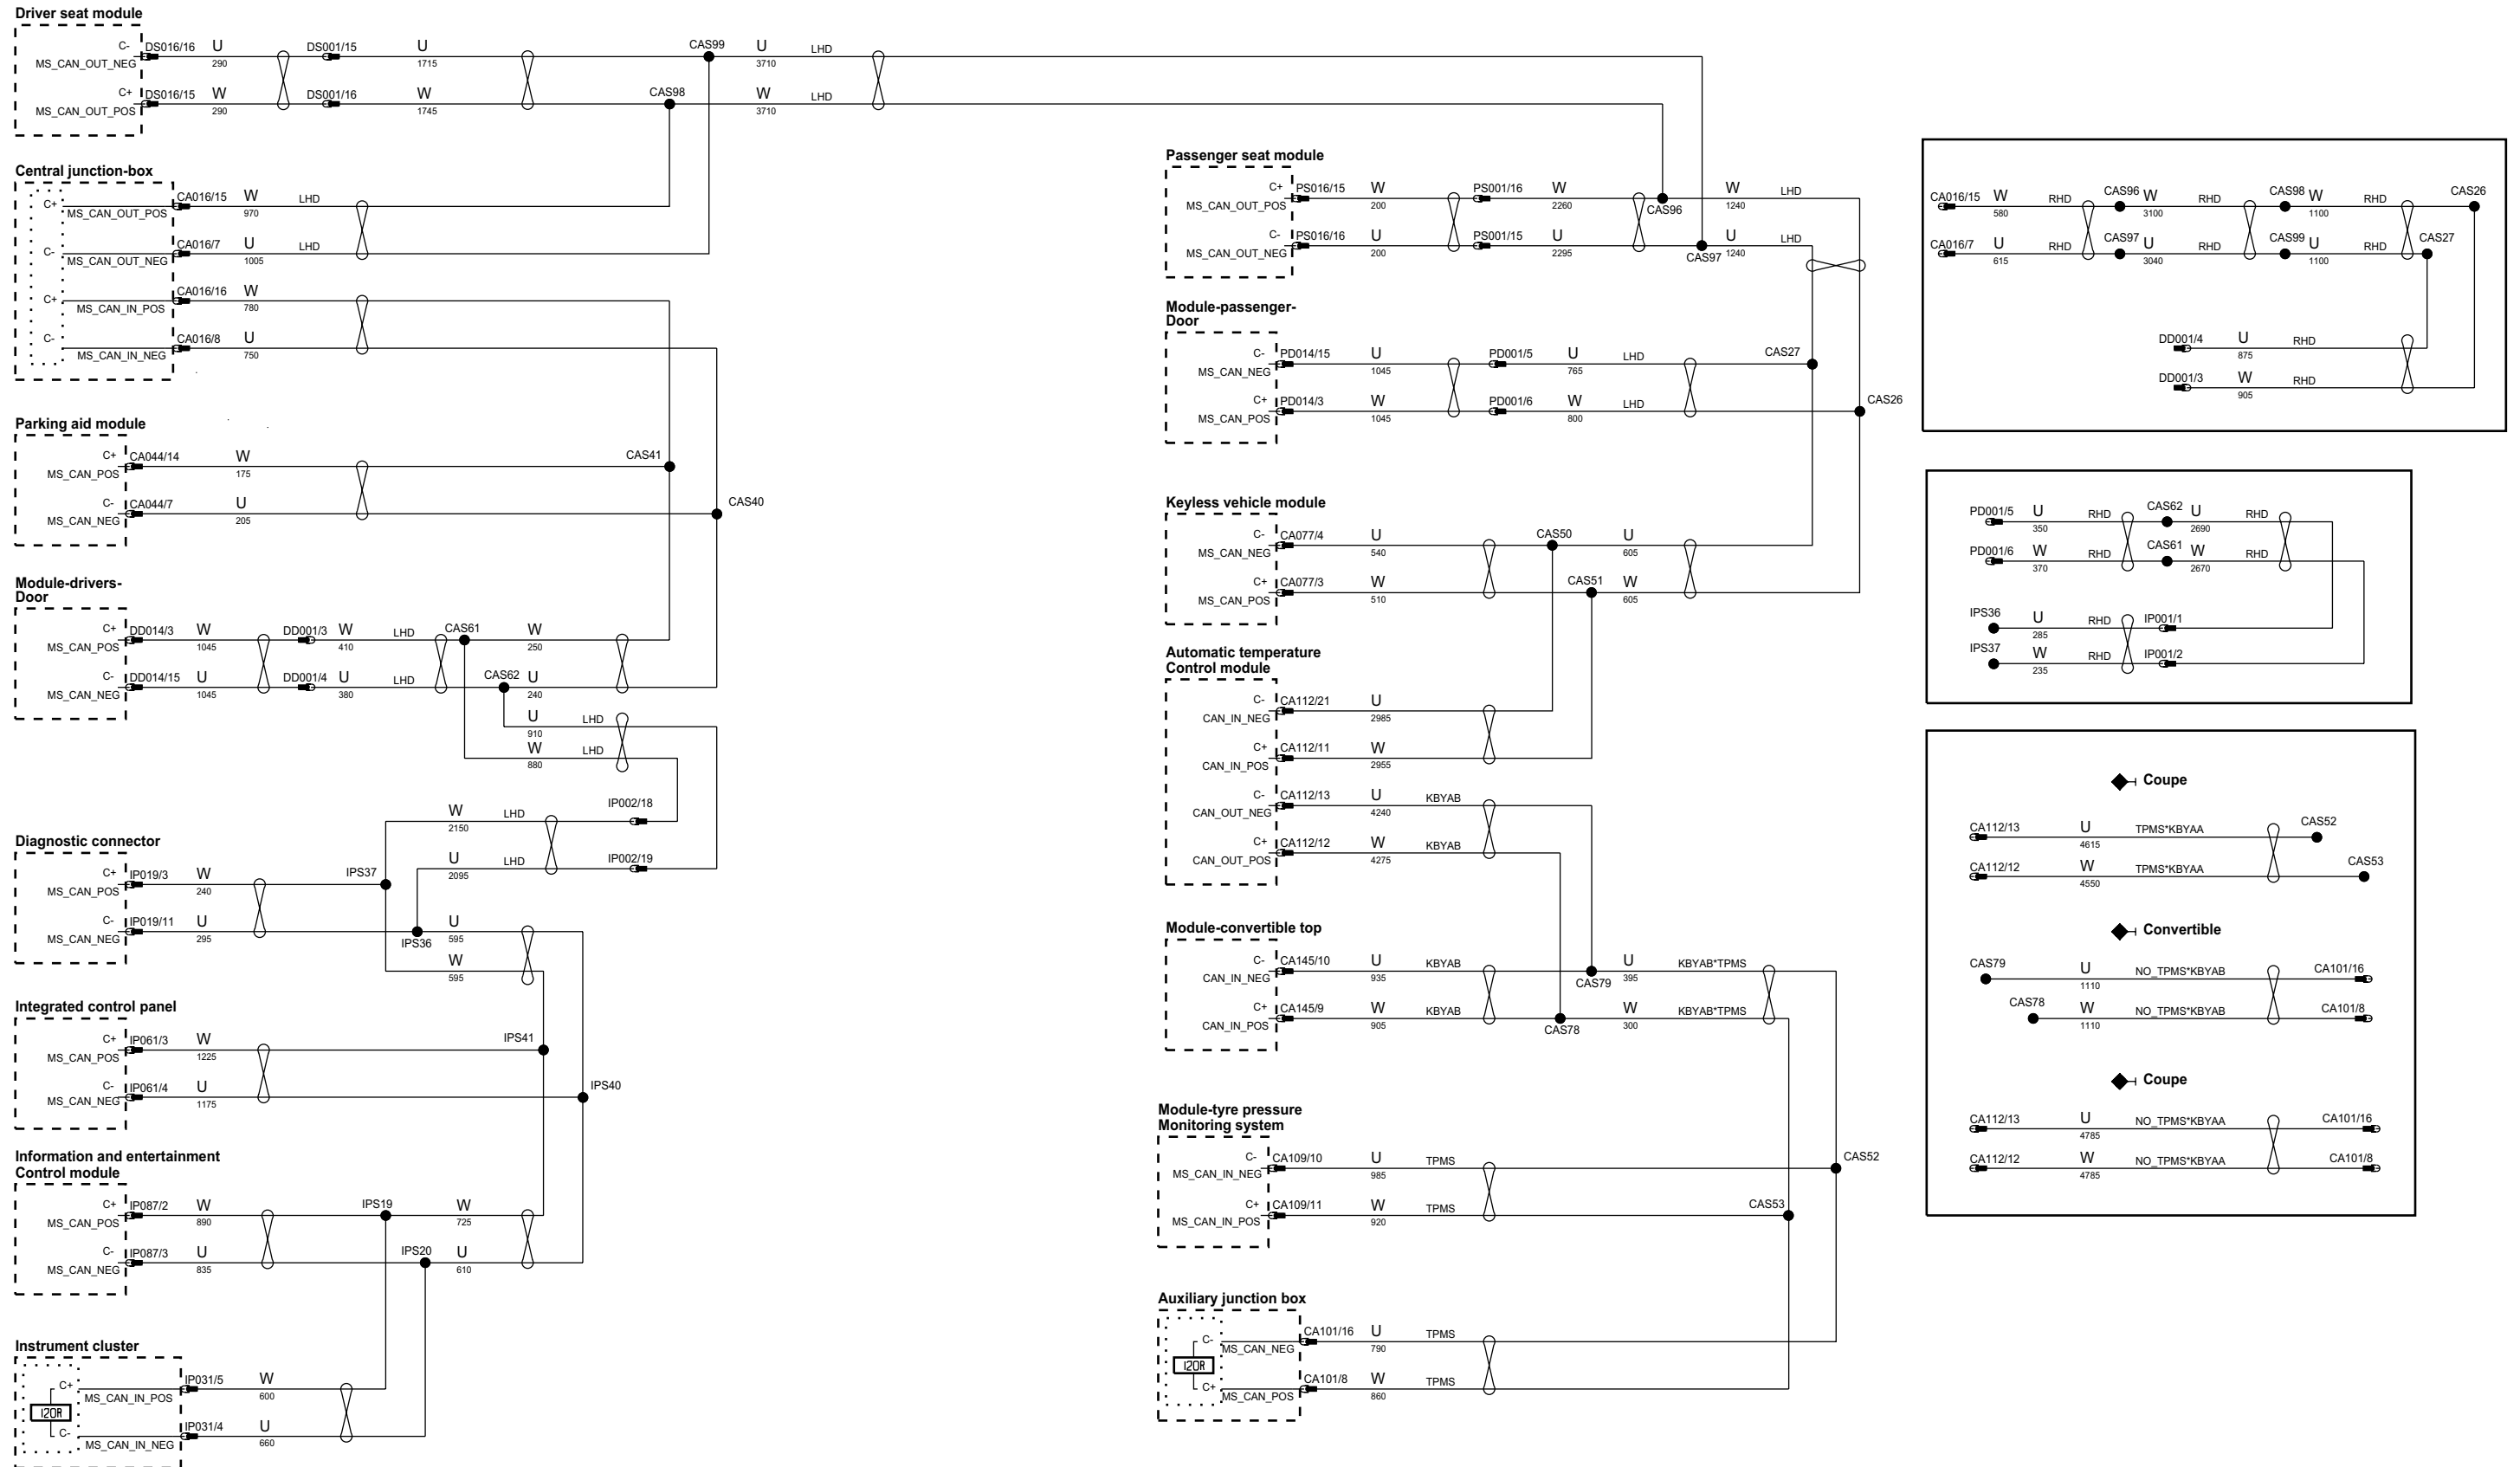 Driver seat module
C- DS016/16 U DS001/15 U CAS99 U LHD
MS_CAN_OUT_NEG 290 1715 3710
C+ DS016/15 W DS001/16 W CAS98 W LHD
MS_CAN_OUT_POS 290 1745 3710
Central junction-box
C+ CA016/15 W LHD
MS_CAN_OUT_POS 970
C- CA016/7 U LHD
MS_CAN_OUT_NEG 1005
C+ CA016/16 W
MS_CAN_IN_POS 780
C- CA016/8 U
MS_CAN_IN_NEG 750
Parking aid module
C+ CA044/14 W CAS41
MS_CAN_POS 175
C- CA044/7 U CAS40
MS_CAN_NEG 205
Module-drivers-
Door
C+ DD014/3 W DD001/3 W LHD CAS61 W
MS_CAN_POS 1045 410 250
C- DD014/15 U DD001/4 U LHD CAS62 U
MS_CAN_NEG 1045 380 240
U LHD
910
W LHD
880
W LHD IP002/18
2150
U LHD IP002/19
2095
Diagnostic connector
C+ IP019/3 W IPS37
MS_CAN_POS 240
C- IP019/11 U IPS36 U
MS_CAN_NEG 295 595
W
595
Integrated control panel
C+ IP061/3 W IPS41
MS_CAN_POS 1225
C- IP061/4 U IPS40
MS_CAN_NEG 1175
Information and entertainment
Control module
C+ IP087/2 W IPS19 W
MS_CAN_POS 890 725
C- IP087/3 U IPS20 U
MS_CAN_NEG 835 610
Instrument cluster
C+ IP031/5 W
MS_CAN_IN_POS 600
120R
C- IP031/4 U
MS_CAN_IN_NEG 660
Passenger seat module
C+ PS016/15 W PS001/16 W CAS96 W LHD
MS_CAN_OUT_POS 200 2260 1240
C- PS016/16 U PS001/15 U CAS97 U LHD
MS_CAN_OUT_NEG 200 2295 1240
Module-passenger-
Door
C- PD014/15 U PD001/5 U LHD CAS27
MS_CAN_NEG 1045 765
C+ PD014/3 W PD001/6 W LHD CAS26
MS_CAN_POS 1045 800
Keyless vehicle module
C- CA077/4 U CAS50 U
MS_CAN_NEG 540 605
C+ CA077/3 W CAS51 W
MS_CAN_POS 510 605
Automatic temperature
Control module
C- CA112/21 U
CAN_IN_NEG 2985
C+ CA112/11 W
CAN_IN_POS 2955
C- CA112/13 U KBYAB
CAN_OUT_NEG 4240
C+ CA112/12 W KBYAB
CAN_OUT_POS 4275
Module-convertible top
C- CA145/10 U KBYAB CAS79 U KBYAB*TPMS
CAN_IN_NEG 935 395
C+ CA145/9 W KBYAB CAS78 W KBYAB*TPMS
CAN_IN_POS 905 300
Module-tyre pressure
Monitoring system
C- CA109/10 U TPMS CAS52
MS_CAN_IN_NEG 985
C+ CA109/11 W TPMS CAS53
MS_CAN_IN_POS 920
Auxiliary junction box
C- CA101/16 U TPMS
MS_CAN_NEG 790
120R
C+ CA101/8 W TPMS
MS_CAN_POS 860
CA016/15 W RHD CAS96 W RHD CAS98 W RHD CAS26
580 3100 1100
CA016/7 U RHD CAS97 U RHD CAS99 U RHD CAS27
615 3040 1100
DD001/4 U RHD
875
DD001/3 W RHD
905
PD001/5 U RHD CAS62 U RHD
350 2690
PD001/6 W RHD CAS61 W RHD
370 2670
IPS36 U RHD IP001/1
285
IPS37 W RHD IP001/2
235
Coupe
CA112/13 U TPMS*KBYAA CAS52
4615
CA112/12 W TPMS*KBYAA CAS53
4550
Convertible
CAS79 U NO_TPMS*KBYAB CA101/16
1110
CAS78 W NO_TPMS*KBYAB CA101/8
1110
Coupe
CA112/13 U NO_TPMS*KBYAA CA101/16
4785
CA112/12 W NO_TPMS*KBYAA CA101/8
4785